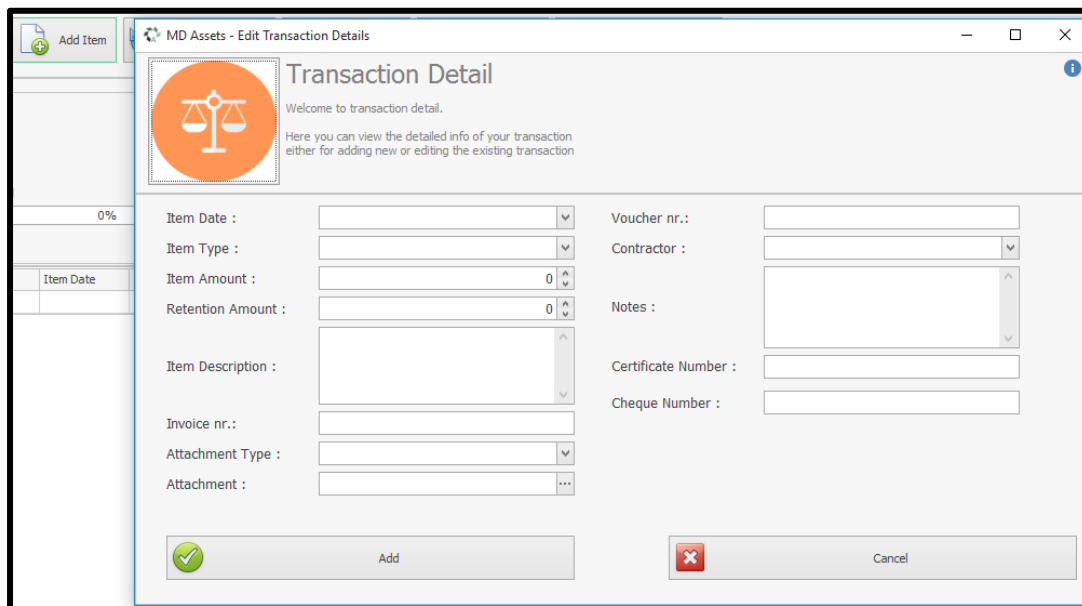 Add Item
MD Assets - Edit Transaction Details
Transaction Detail
Welcome to transaction detail.
Here you can view the detailed info of your transaction
either for adding new or editing the existing transaction
0%
Item Date
Item Date :
Item Type :
Item Amount : 0
Retention Amount : 0
Item Description :
Invoice nr.:
Attachment Type :
Attachment : ...
Voucher nr.:
Contractor :
Notes :
Certificate Number :
Cheque Number :
Add
Cancel